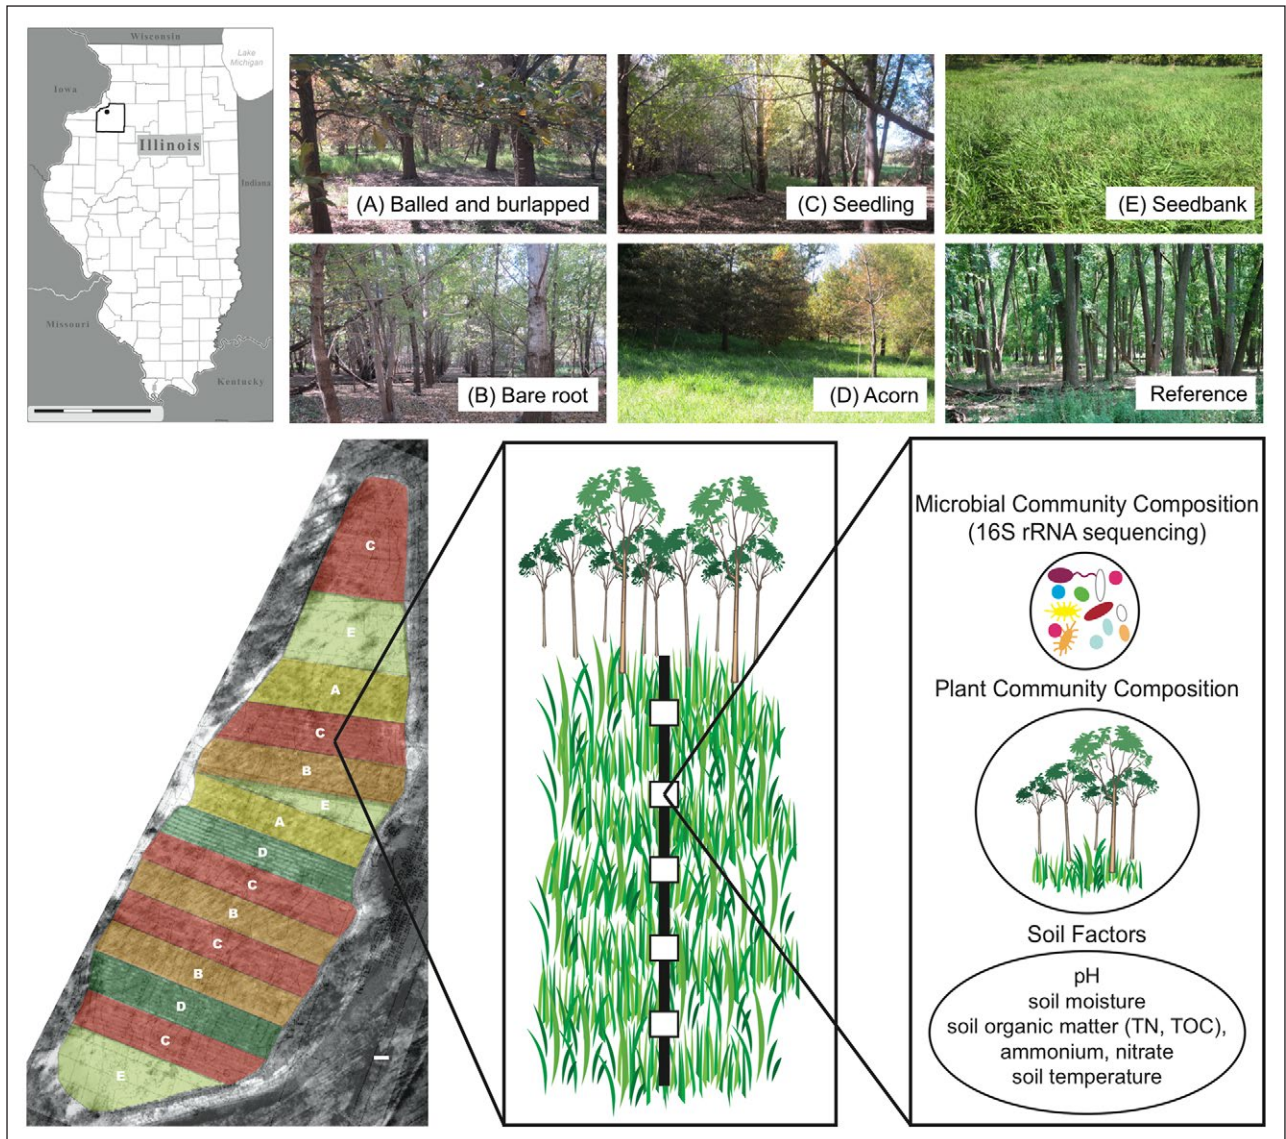 Wisconsin
Lake
Michigan
Iowa
Illinois
Indiana
Missouri
Kentucky
(A) Balled and burlapped
(C) Seedling
(E) Seedbank
(B) Bare root
(D) Acorn
Reference
C
E
A
C
B
E
A
D
C
B
C
B
D
C
E
Microbial Community Composition
(16S rRNA sequencing)
Plant Community Composition
Soil Factors
pH
soil moisture
soil organic matter (TN, TOC),
ammonium, nitrate
soil temperature